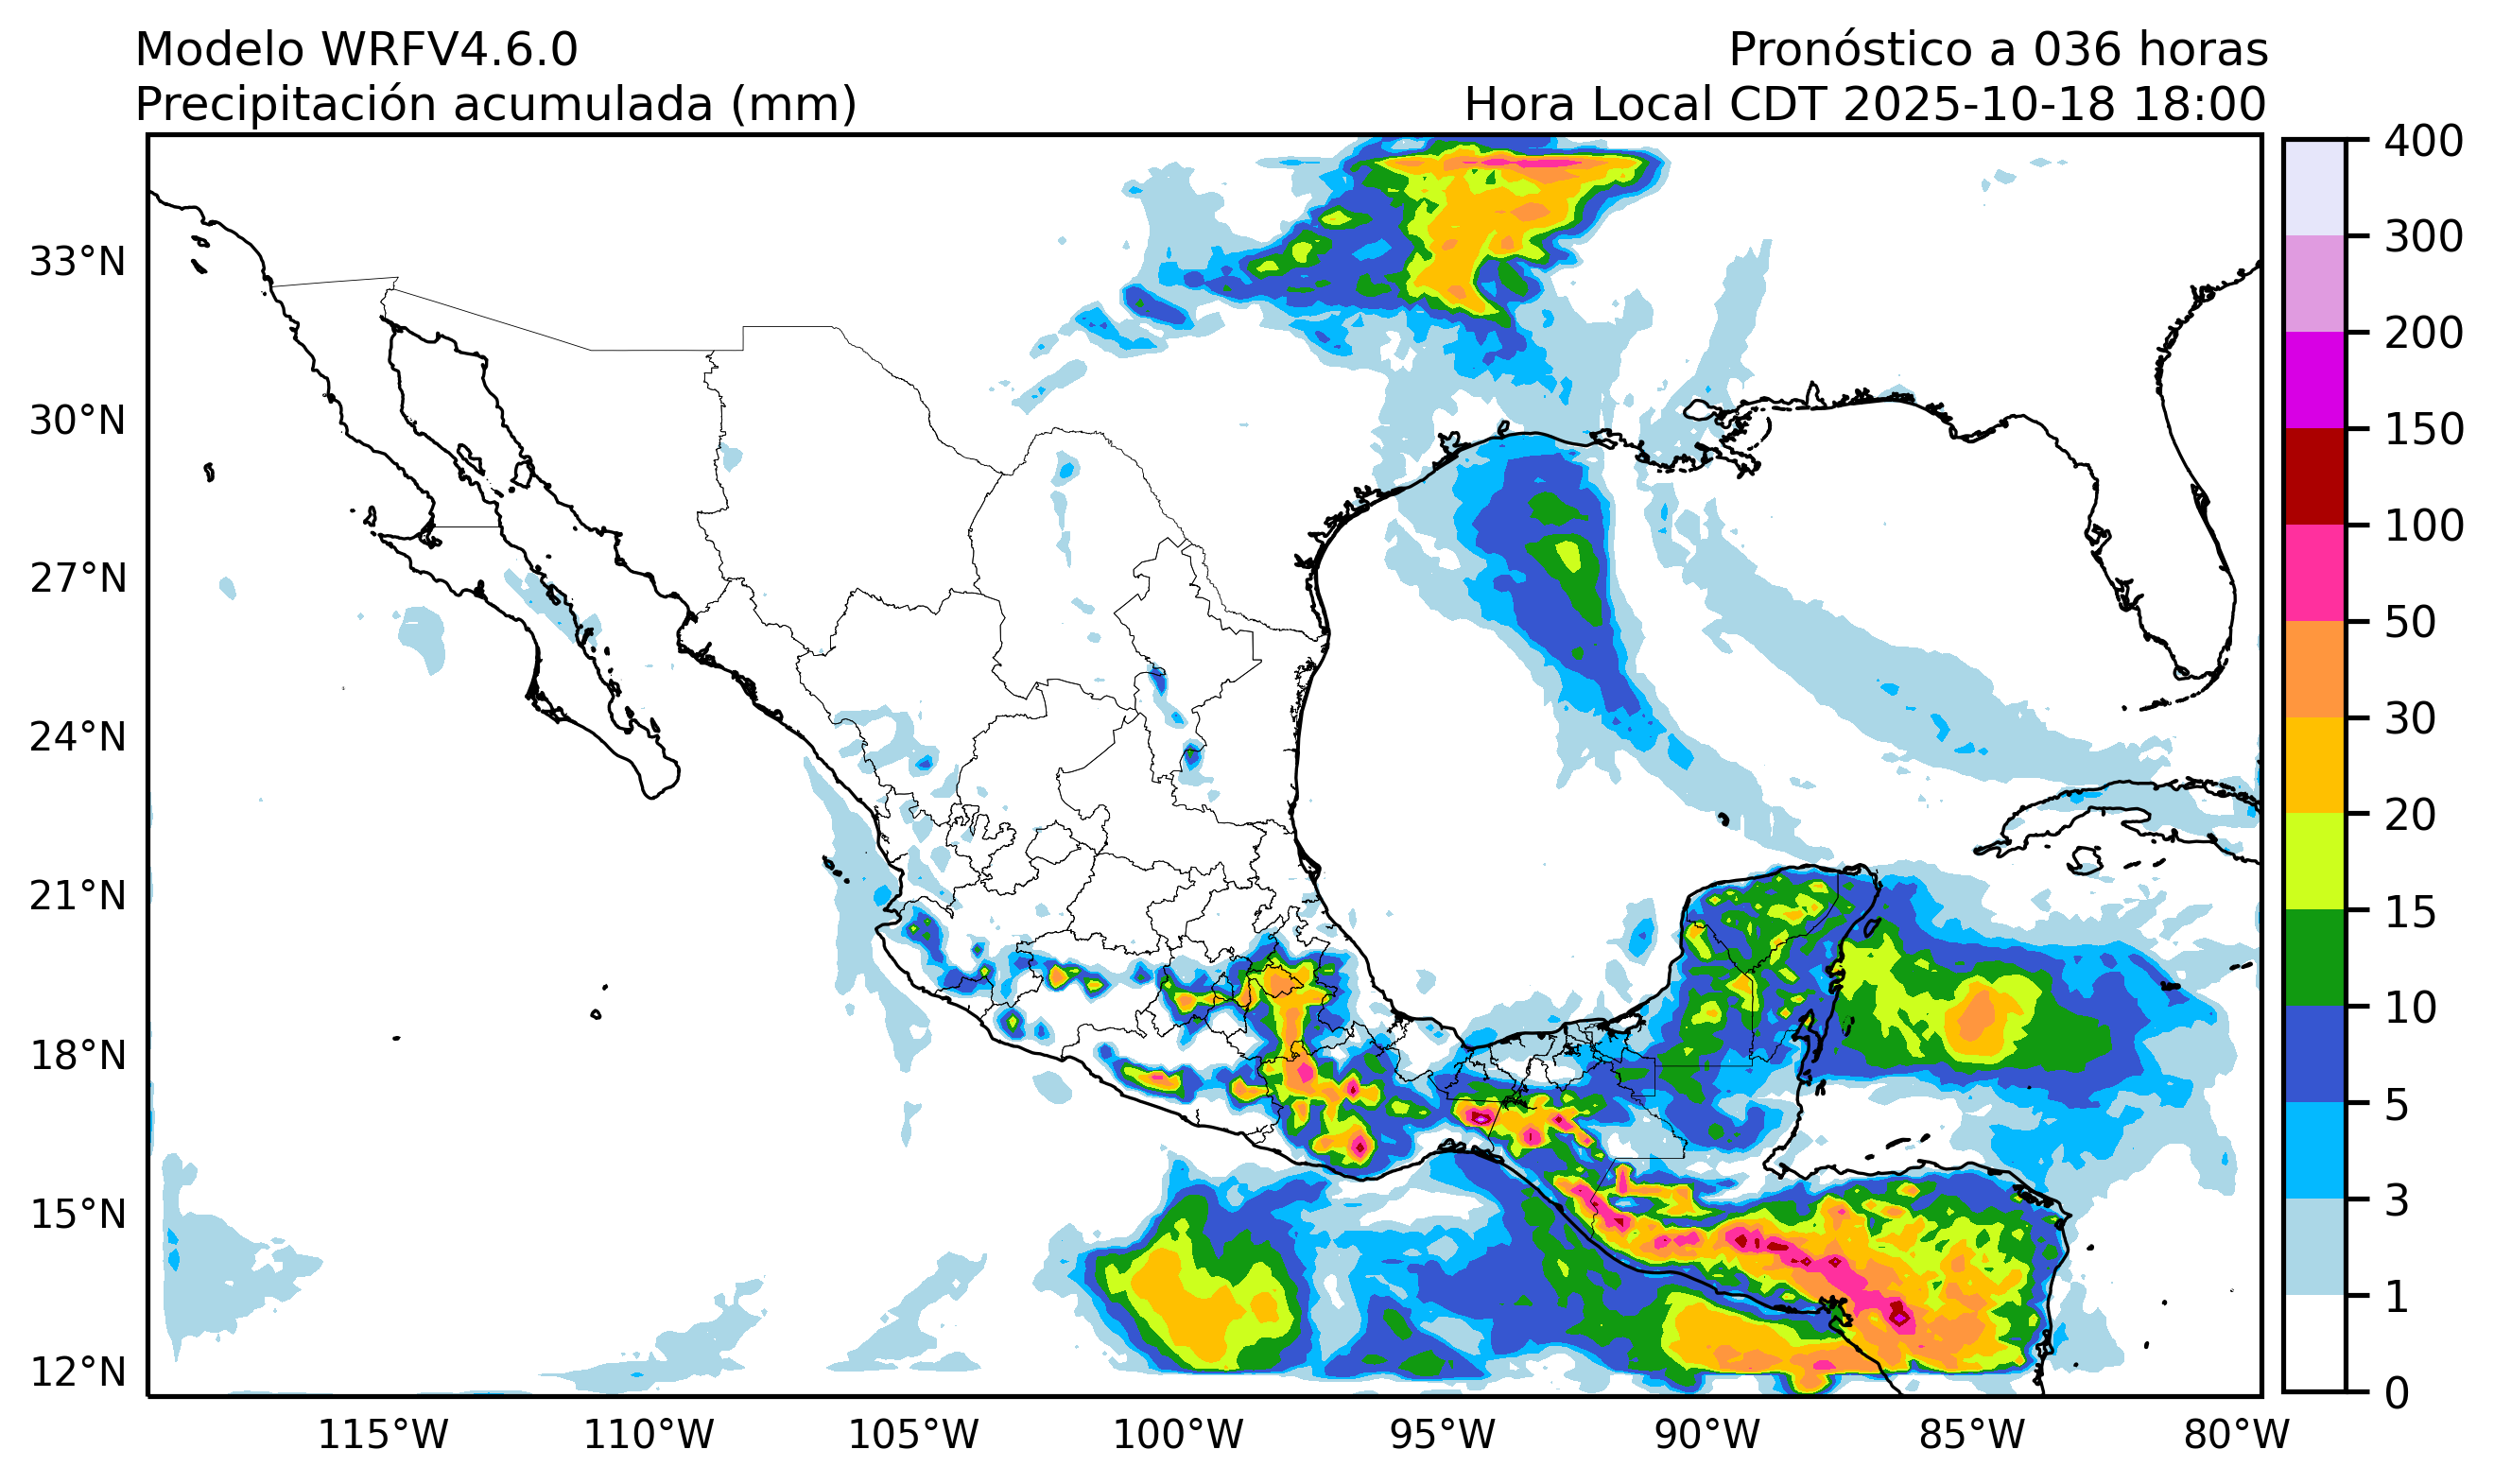 Modelo WRFV4.6.0
Pronóstico a 036 horas
Precipitación acumulada (mm)
Hora Local CDT 2025-10-18 18:00
33°N
30°N
27°N
24°N
21°N
18°N
15°N
12°N
115°W
110°W
105°W
100°W
95°W
90°W
85°W
80°W
400
300
200
150
100
50
30
20
15
10
5
3
1
0